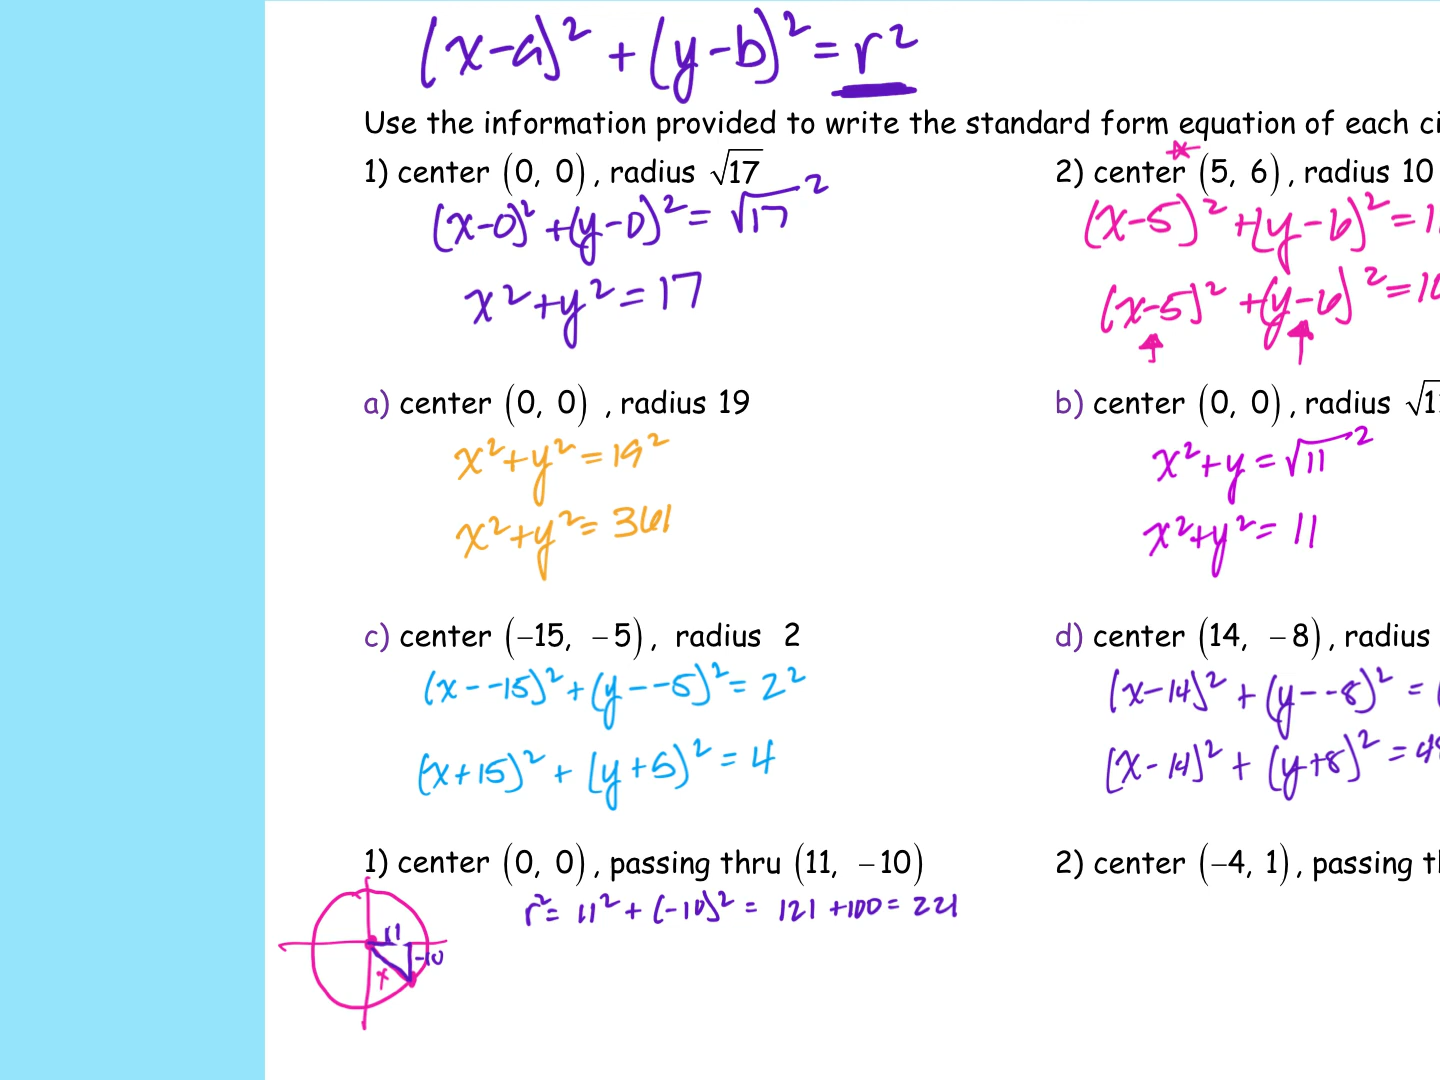 (x-a)² + (y-b)² = r²
Use the information provided to write the standard form equation of each
1) center (0, 0), radius √17
(x-0)² + (y-0)² = √17²
x² + y² = 17
2) center (5, 6), radius 10
(x-5)² + (y-6)² = 1
(x-5)² + (y-6)² = 10
a) center (0, 0) , radius 19
x² + y² = 19²
x² + y² = 361
b) center (0, 0), radius √1
x² + y = √11²
x² + y² = 11
c) center (-15, -5), radius 2
(x--15)² + (y--5)² = 2²
(x+15)² + (y+5)² = 4
d) center (14, -8), radius
(x-14)² + (y--8)² =
(x-14)² + (y+8)² = 4
1) center (0, 0), passing thru (11, -10)
r² = 11² + (-10)² = 121 + 100 = 221
11
-10
2) center (-4, 1), passing